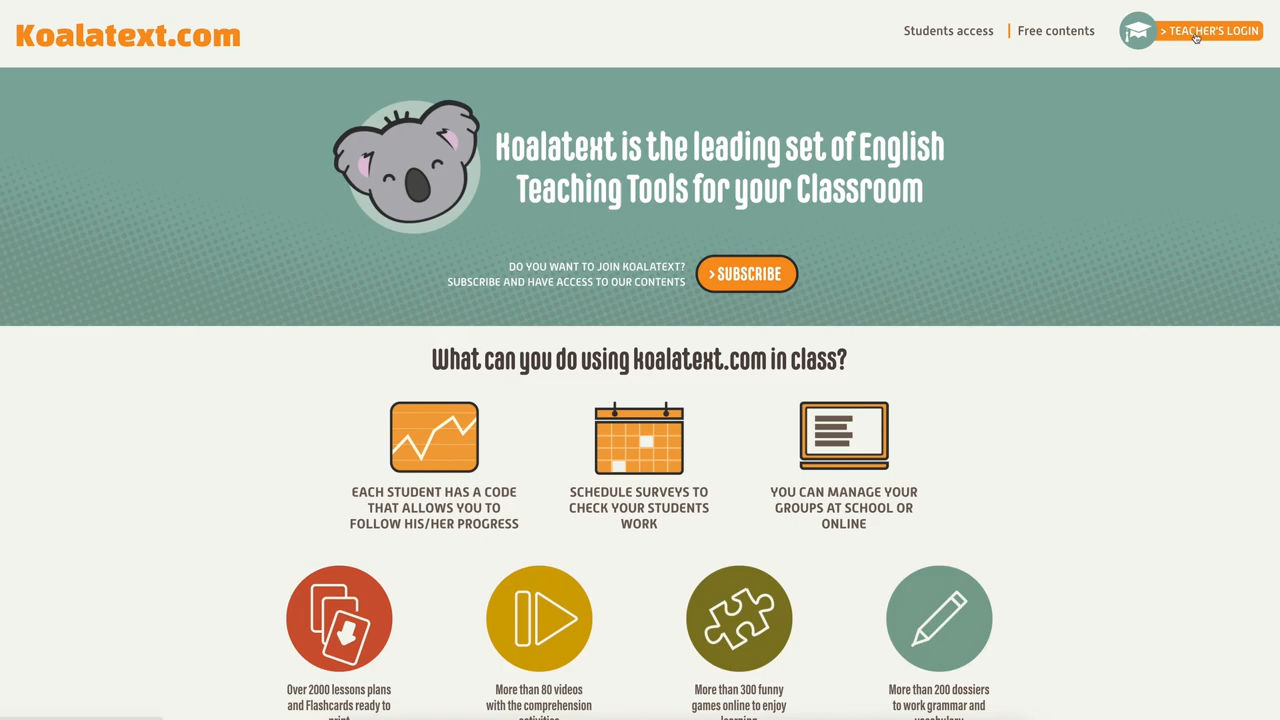 Koalatext.com
Students access
Free contents
> TEACHER'S LOGIN
Koalatext is the leading set of English
Teaching Tools for your Classroom
DO YOU WANT TO JOIN KOALATEXT?
SUBSCRIBE AND HAVE ACCESS TO OUR CONTENTS
> SUBSCRIBE
What can you do using koalatext.com in class?
EACH STUDENT HAS A CODE
THAT ALLOWS YOU TO
FOLLOW HIS/HER PROGRESS
SCHEDULE SURVEYS TO
CHECK YOUR STUDENTS
WORK
YOU CAN MANAGE YOUR
GROUPS AT SCHOOL OR
ONLINE
Over 2000 lessons plans
and Flashcards ready to
print
More than 80 videos
with the comprehension
activities
More than 300 funny
games online to enjoy
learning
More than 200 dossiers
to work grammar and
vocabulary